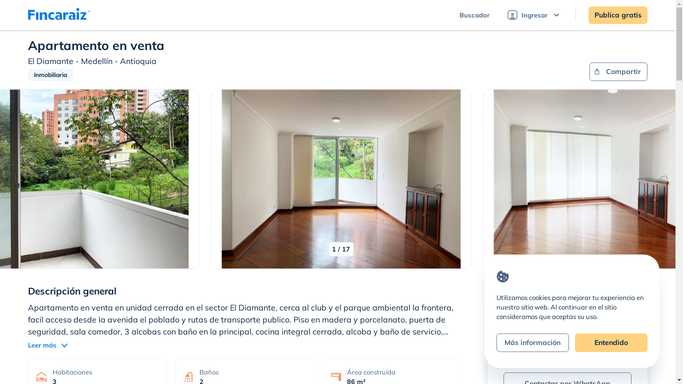 Fincaraiz
Buscador
Ingresar
Publica gratis
Apartamento en venta
El Diamante - Medellín - Antioquia
Inmobiliaria
Compartir
1 / 17
Descripción general
Apartamento en venta en unidad cerrada en el sector El Diamante, cerca al club y el parque ambiental la frontera,
facil acceso desde la avenida el poblado y rutas de transporte publico. Piso en madera y porcelanato, puerta de
seguridad, sala comedor, 3 alcobas con baño en la principal, cocina integral cerrada, alcoba y baño de servicio,...
Leer más
Habitaciones
3
Baños
2
Área construida
86 m²
Utilizamos cookies para mejorar tu experiencia en
nuestro sitio web. Al continuar en el sitio
consideramos que aceptas su uso.
Más información
Entendido
Contactar por WhatsApp